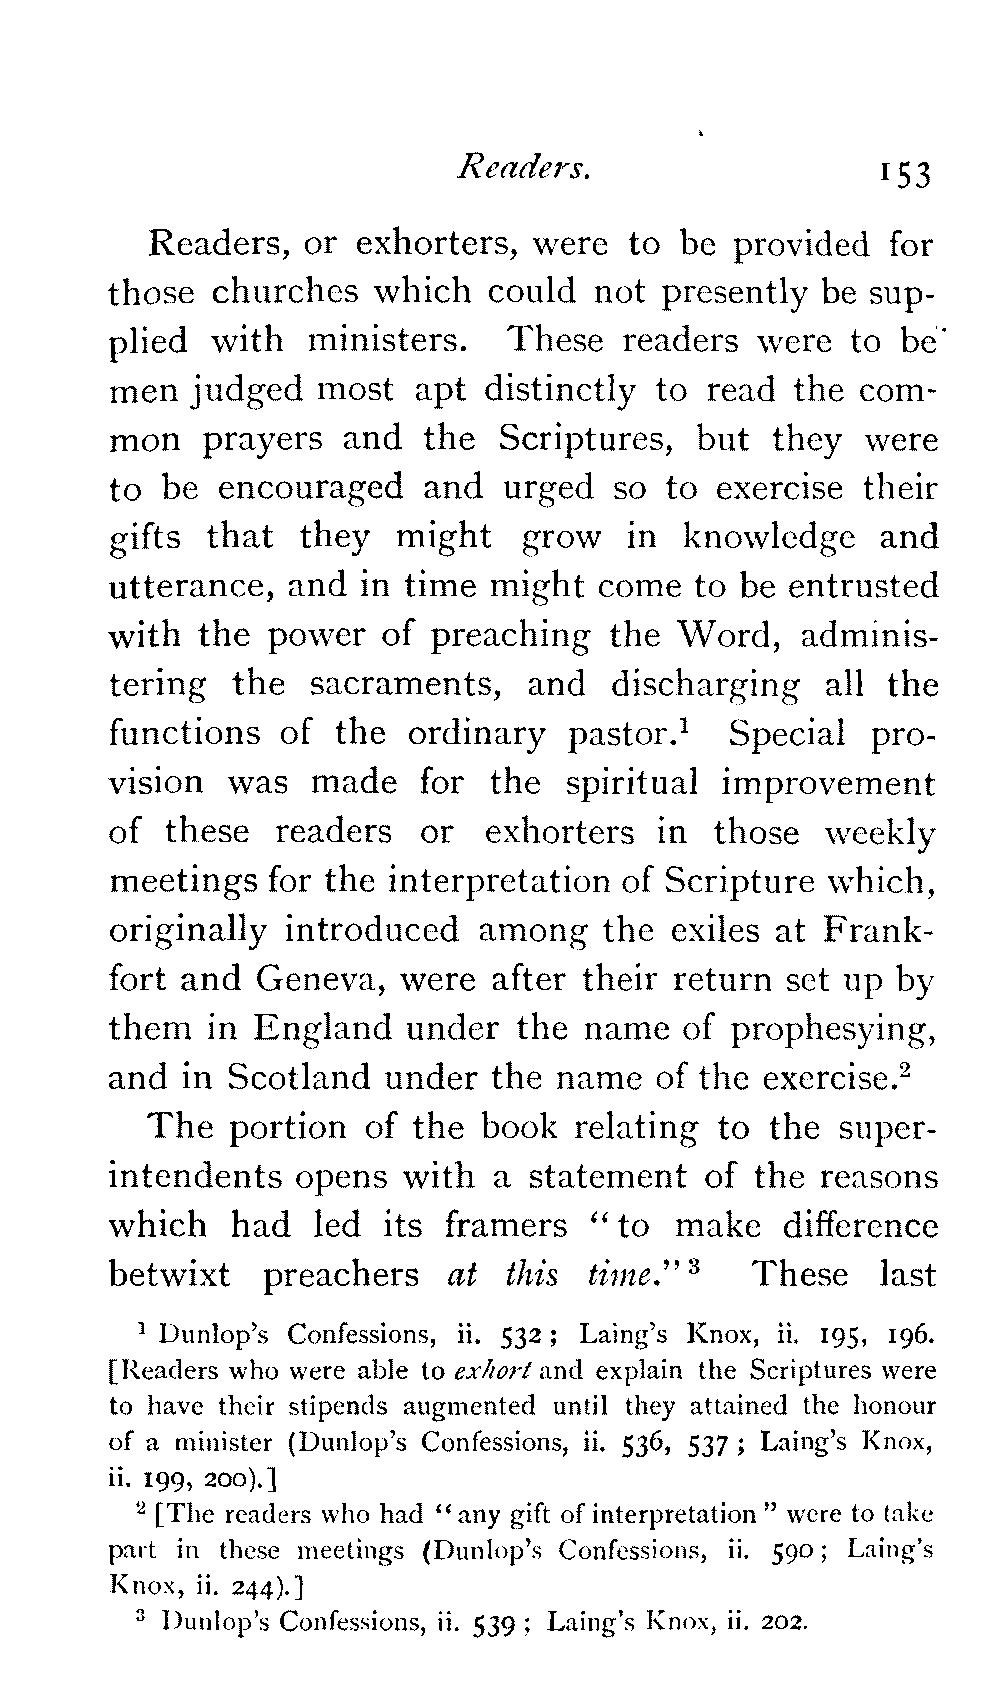 Readers. 153
Readers, or exhorters, were to be provided for
those churches which could not presently be sup-
plied with ministers. These readers were to be
men judged most apt distinctly to read the com-
mon prayers and the Scriptures, but they were
to be encouraged and urged so to exercise their
gifts that they might grow in knowledge and
utterance, and in time might come to be entrusted
with the power of preaching the Word, adminis-
tering the sacraments, and discharging all the
functions of the ordinary pastor.¹ Special pro-
vision was made for the spiritual improvement
of these readers or exhorters in those weekly
meetings for the interpretation of Scripture which,
originally introduced among the exiles at Frank-
fort and Geneva, were after their return set up by
them in England under the name of prophesying,
and in Scotland under the name of the exercise.²
The portion of the book relating to the super-
intendents opens with a statement of the reasons
which had led its framers “to make difference
betwixt preachers at this time.”³ These last
¹ Dunlop's Confessions, ii. 532; Laing's Knox, ii. 195, 196.
[Readers who were able to exhort and explain the Scriptures were
to have their stipends augmented until they attained the honour
of a minister (Dunlop's Confessions, ii. 536, 537; Laing's Knox,
ii. 199, 200).]
² [The readers who had “any gift of interpretation” were to take
part in these meetings (Dunlop's Confessions, ii. 590; Laing's
Knox, ii. 244).]
³ Dunlop's Confessions, ii. 539; Laing's Knox, ii. 202.